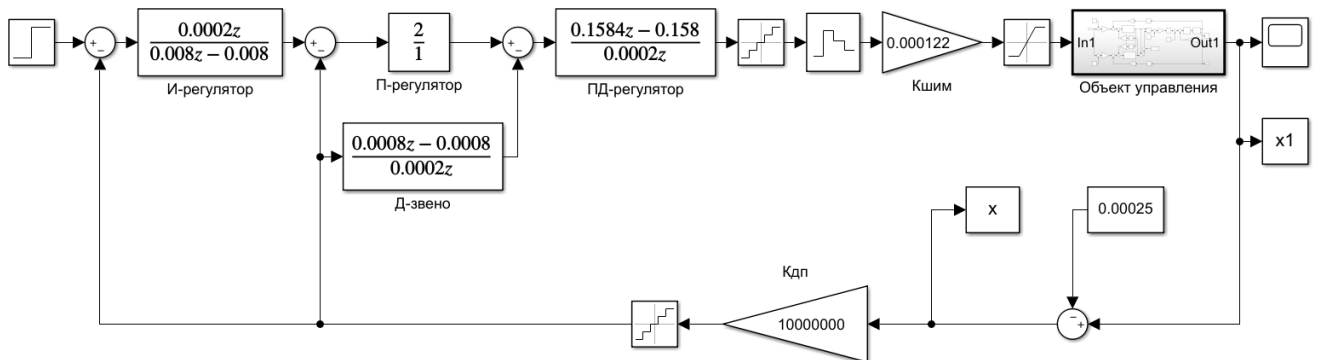 0.0002z
0.008z − 0.008
И-регулятор
2
1
П-регулятор
0.1584z − 0.158
0.0002z
ПД-регулятор
0.000122
Кшим
In1
Out1
Объект управления
0.0008z − 0.0008
0.0002z
Д-звено
x1
x
0.00025
Кдп
10000000